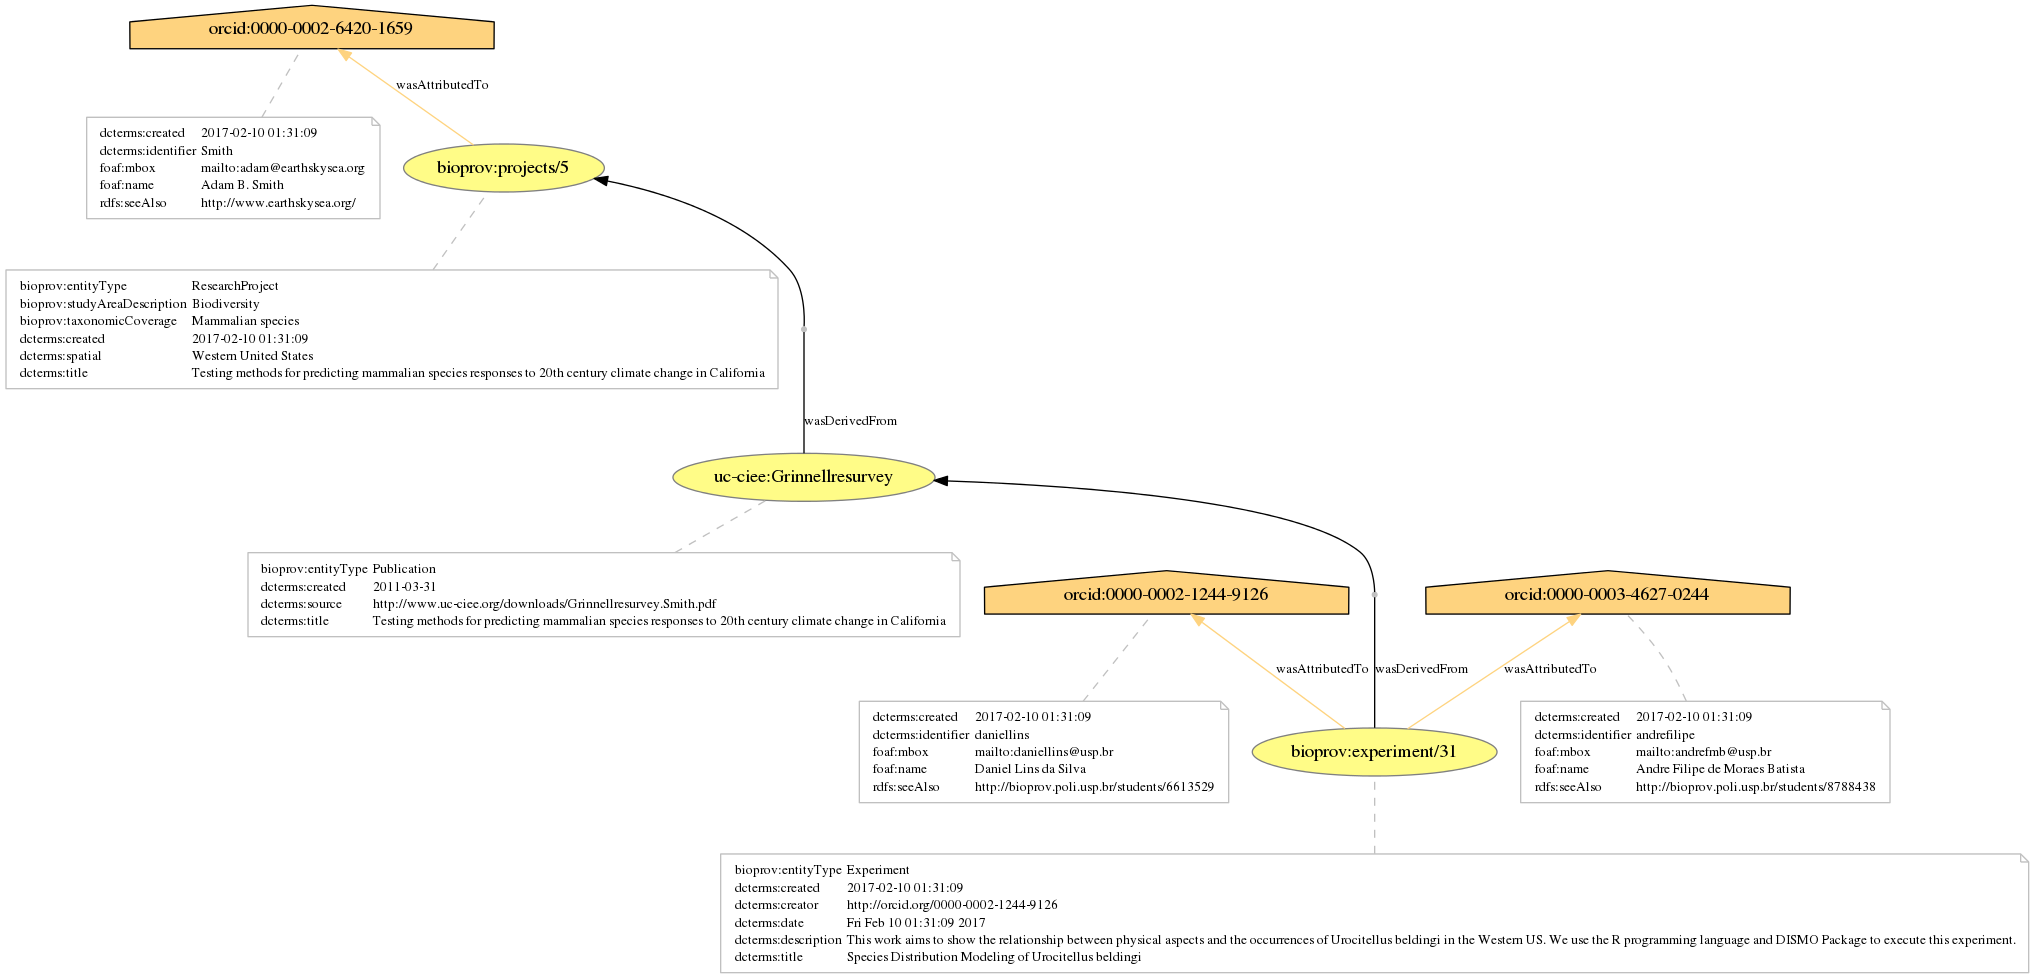 orcid:0000-0002-6420-1659
wasAttributedTo
dcterms:created 2017-02-10 01:31:09
dcterms:identifier Smith
foaf:mbox mailto:adam@earthskysea.org
foaf:name Adam B. Smith
rdfs:seeAlso http://www.earthskysea.org/
bioprov:projects/5
bioprov:entityType ResearchProject
bioprov:studyAreaDescription Biodiversity
bioprov:taxonomicCoverage Mammalian species
dcterms:created 2017-02-10 01:31:09
dcterms:spatial Western United States
dcterms:title Testing methods for predicting mammalian species responses to 20th century climate change in California
wasDerivedFrom
uc-ciee:Grinnellresurvey
bioprov:entityType Publication
dcterms:created 2011-03-31
dcterms:source http://www.uc-ciee.org/downloads/Grinnellresurvey.Smith.pdf
dcterms:title Testing methods for predicting mammalian species responses to 20th century climate change in California
orcid:0000-0002-1244-9126
orcid:0000-0003-4627-0244
wasAttributedTo
wasDerivedFrom
wasAttributedTo
dcterms:created 2017-02-10 01:31:09
dcterms:identifier daniellins
foaf:mbox mailto:daniellins@usp.br
foaf:name Daniel Lins da Silva
rdfs:seeAlso http://bioprov.poli.usp.br/students/6613529
bioprov:experiment/31
dcterms:created 2017-02-10 01:31:09
dcterms:identifier andrefilipe
foaf:mbox mailto:andrefmb@usp.br
foaf:name Andre Filipe de Moraes Batista
rdfs:seeAlso http://bioprov.poli.usp.br/students/8788438
bioprov:entityType Experiment
dcterms:created 2017-02-10 01:31:09
dcterms:creator http://orcid.org/0000-0002-1244-9126
dcterms:date Fri Feb 10 01:31:09 2017
dcterms:description This work aims to show the relationship between physical aspects and the occurrences of Urocitellus beldingi in the Western US. We use the R programming language and DISMO Package to execute this experiment.
dcterms:title Species Distribution Modeling of Urocitellus beldingi